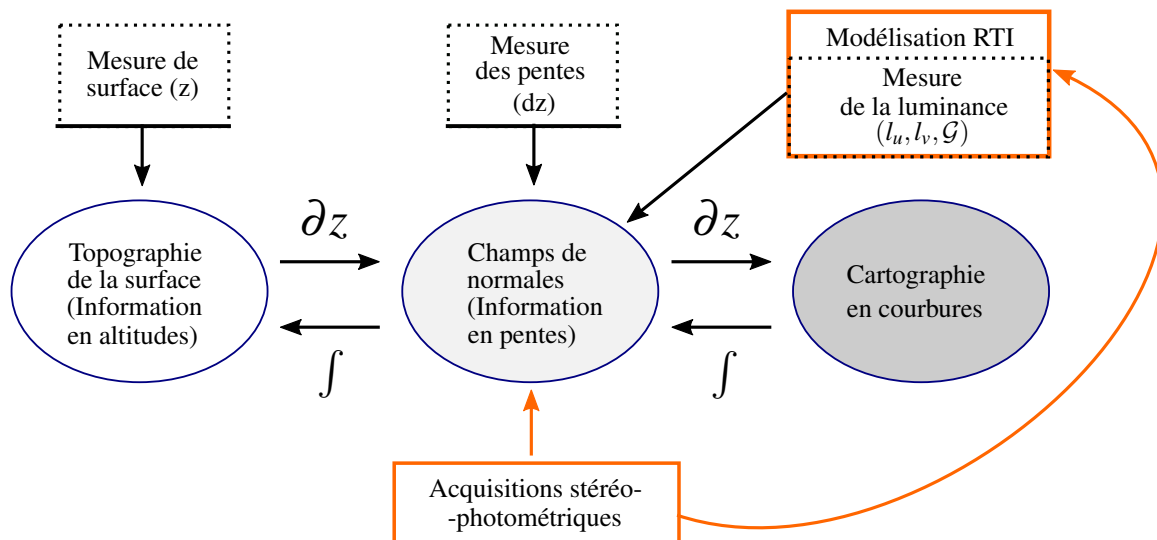 Mesure de
surface (z)
Mesure
des pentes
(dz)
Modélisation RTI
Mesure
de la luminance
(l_u, l_v, 𝒢)
∂z
∂z
Topographie
de la surface
(Information
en altitudes)
Champs de
normales
(Information
en pentes)
Cartographie
en courbures
∫
∫
Acquisitions stéréo-
-photométriques